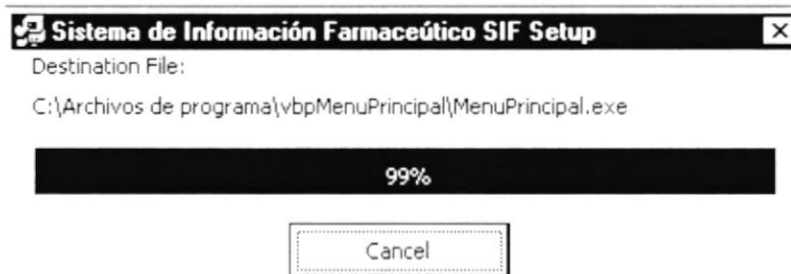 Sistema de Información Farmaceútico SIF Setup
Destination File:
C:\Archivos de programa\vbpMenuPrincipal\MenuPrincipal.exe
99%
Cancel